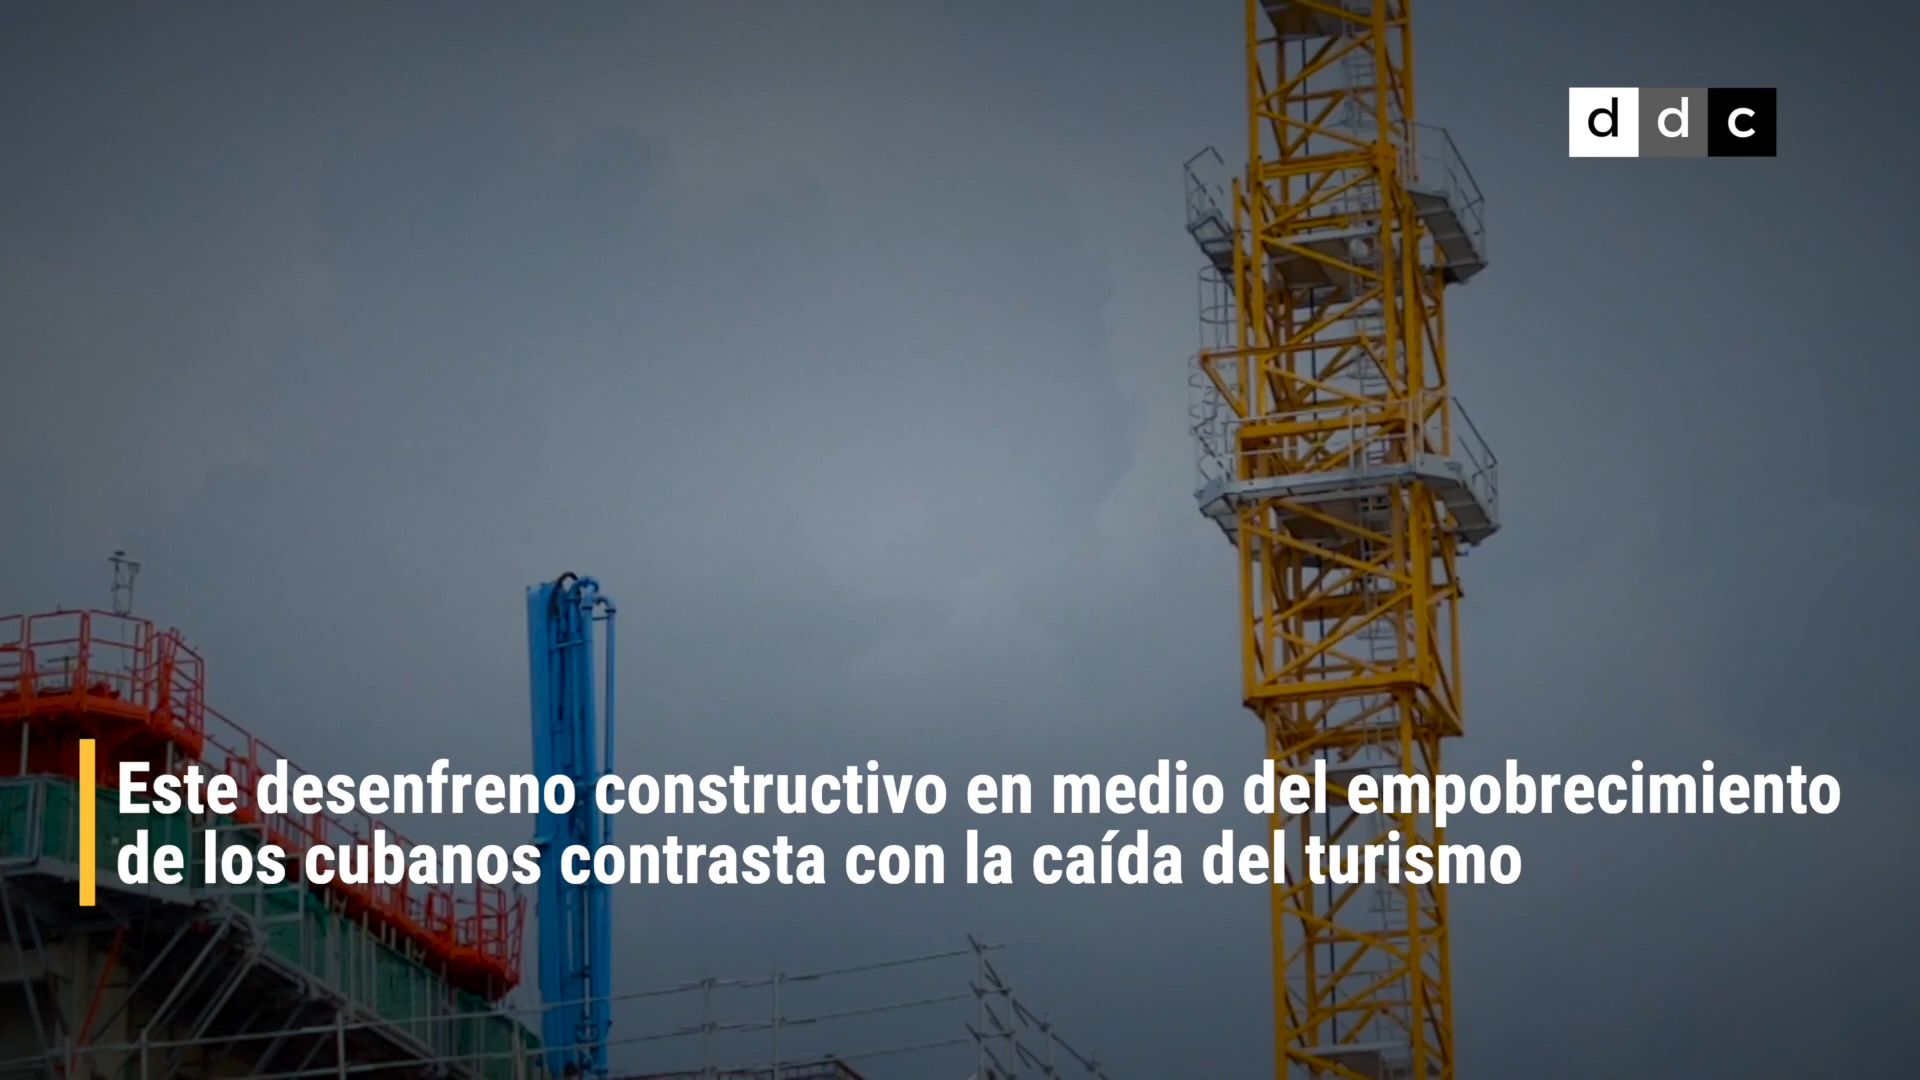 d d c
Este desenfreno constructivo en medio del empobrecimiento
de los cubanos contrasta con la caída del turismo